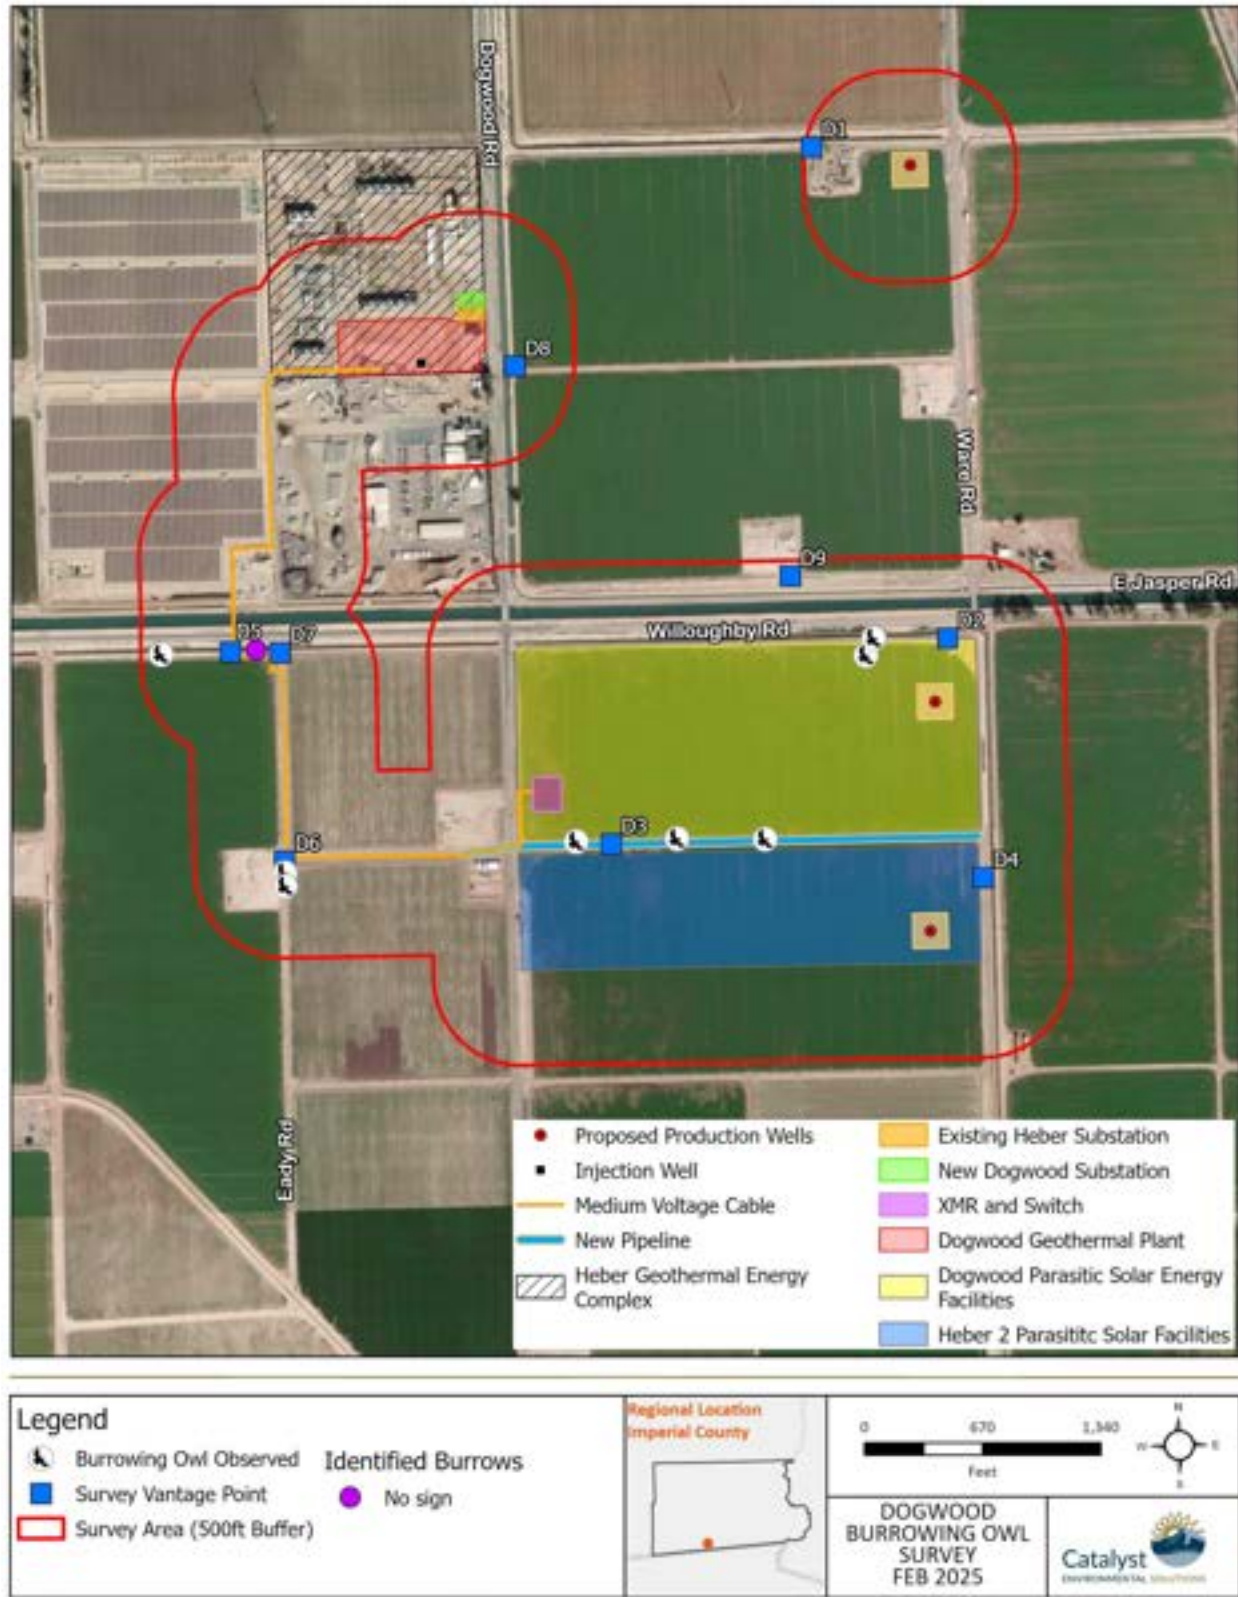 Dogwood Rd
D1
D8
Ware Rd
D9
E Jasper Rd
D5
D7
Willoughby Rd
D2
D3
D6
D4
Eady Rd
Proposed Production Wells
Injection Well
Medium Voltage Cable
New Pipeline
Heber Geothermal Energy
Complex
Existing Heber Substation
New Dogwood Substation
XMR and Switch
Dogwood Geothermal Plant
Dogwood Parasitic Solar Energy
Facilities
Heber 2 Parasititc Solar Facilities
Legend
Burrowing Owl Observed
Survey Vantage Point
Survey Area (500ft Buffer)
Identified Burrows
No sign
Regional Location
Imperial County
0 670 1,340
Feet
N
W E
S
DOGWOOD
BURROWING OWL
SURVEY
FEB 2025
Catalyst
ENVIRONMENTAL SOLUTIONS